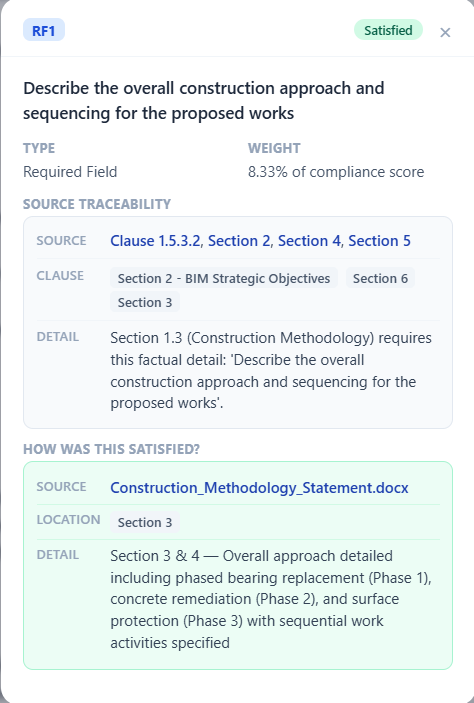 RF1
Satisfied
×
Describe the overall construction approach and
sequencing for the proposed works
TYPE
WEIGHT
Required Field
8.33% of compliance score
SOURCE TRACEABILITY
SOURCE
Clause 1.5.3.2, Section 2, Section 4, Section 5
CLAUSE
Section 2 - BIM Strategic Objectives
Section 6
Section 3
DETAIL
Section 1.3 (Construction Methodology) requires
this factual detail: 'Describe the overall
construction approach and sequencing for the
proposed works'.
HOW WAS THIS SATISFIED?
SOURCE
Construction_Methodology_Statement.docx
LOCATION
Section 3
DETAIL
Section 3 & 4 — Overall approach detailed
including phased bearing replacement (Phase 1),
concrete remediation (Phase 2), and surface
protection (Phase 3) with sequential work
activities specified